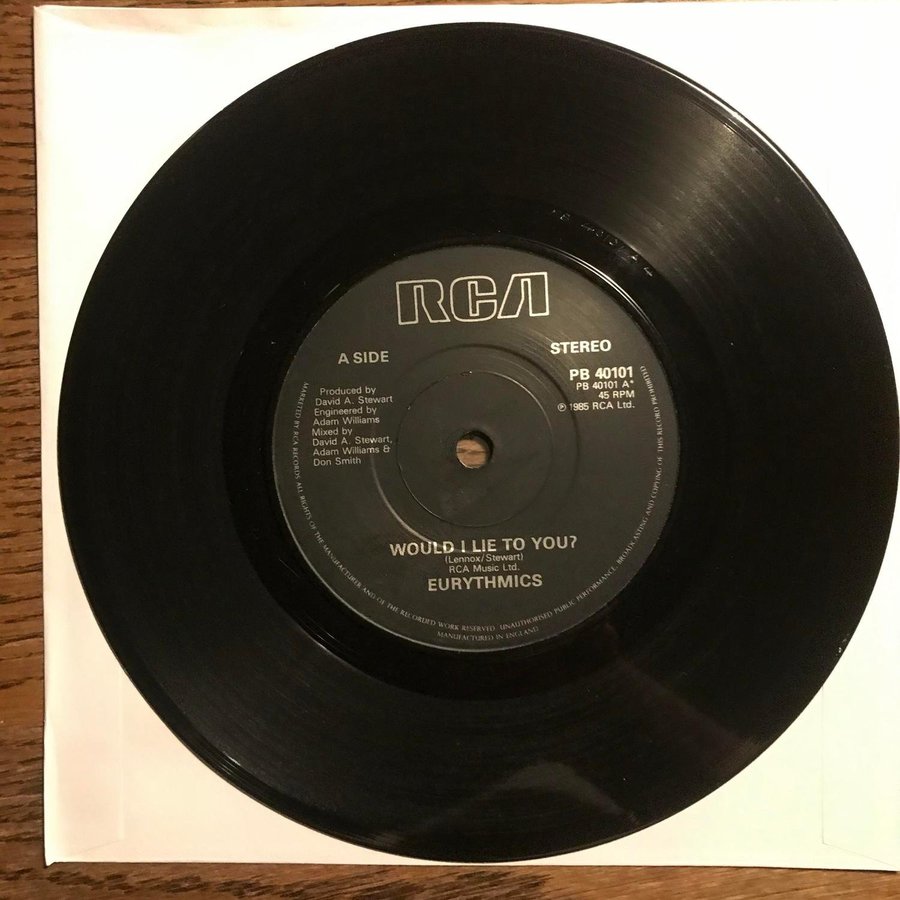 RCA
A SIDE
STEREO
PB 40101
PB 40101 A*
45 RPM
℗ 1985 RCA Ltd.
Produced by
David A. Stewart
Engineered by
Adam Williams
Mixed by
David A. Stewart,
Adam Williams &
Don Smith
WOULD I LIE TO YOU?
(Lennox/Stewart)
RCA Music Ltd.
EURYTHMICS
MARKETED BY RCA RECORDS ALL RIGHTS OF THE MANUFACTURER AND OF THE RECORDED WORK RESERVED. UNAUTHORISED PUBLIC PERFORMANCE, BROADCASTING AND COPYING OF THIS RECORD PROHIBITED
MANUFACTURED IN ENGLAND